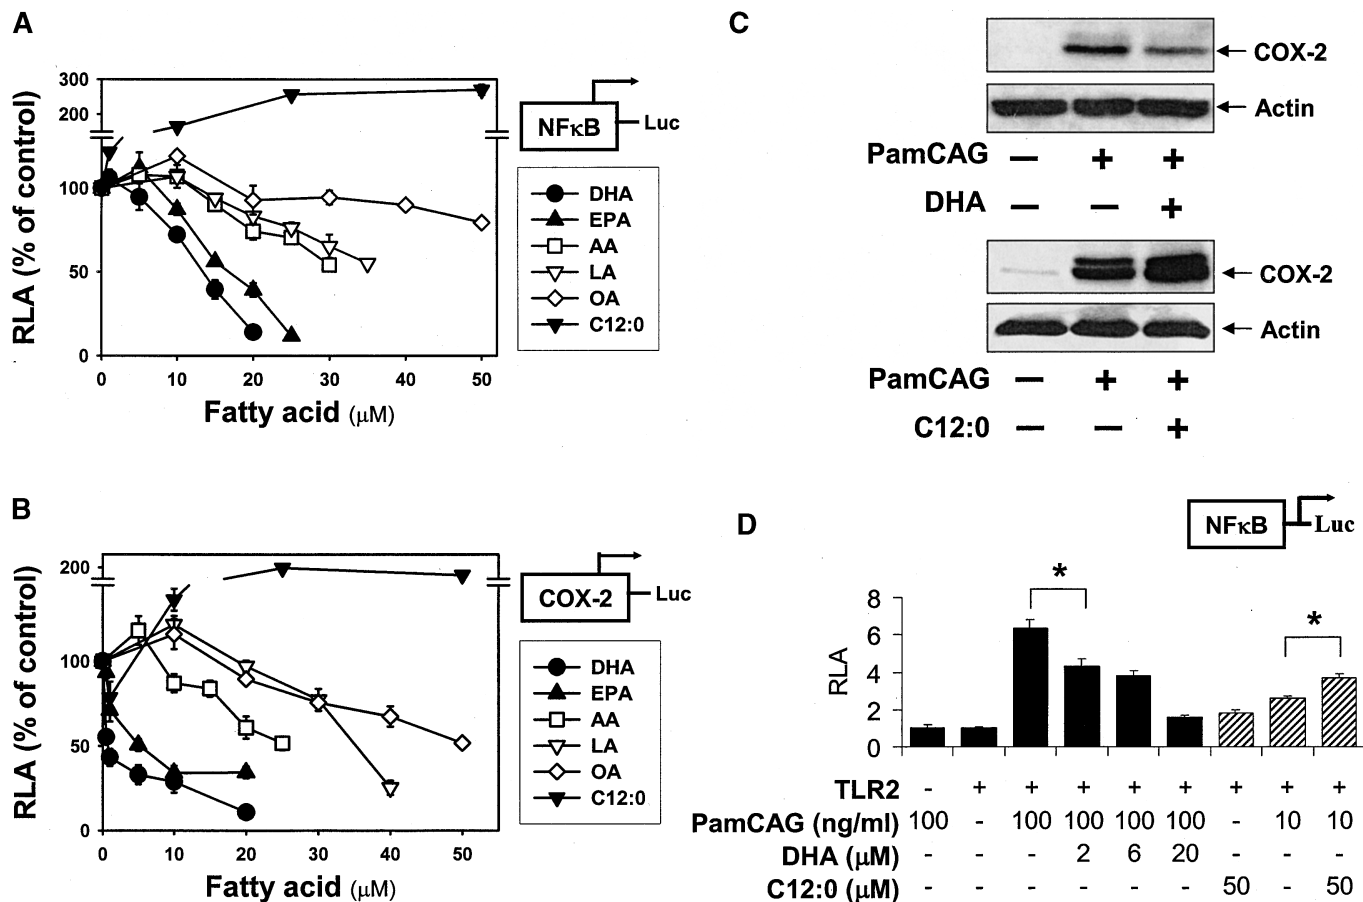 A
RLA (% of control)
300
200
100
50
0
0 10 20 30 40 50
Fatty acid (μM)
NFκB Luc
DHA
EPA
AA
LA
OA
C12:0
B
RLA (% of control)
200
100
50
0
0 10 20 30 40 50
Fatty acid (μM)
COX-2 Luc
DHA
EPA
AA
LA
OA
C12:0
C
COX-2
Actin
PamCAG − + +
DHA − − +
COX-2
Actin
PamCAG − + +
C12:0 − − +
D
NFκB Luc
RLA
8
6
4
2
0
* *
TLR2 - + + + + + + + +
PamCAG (ng/ml) 100 - 100 100 100 100 - 10 10
DHA (μM) - - - 2 6 20 - - -
C12:0 (μM) - - - - - - 50 - 50